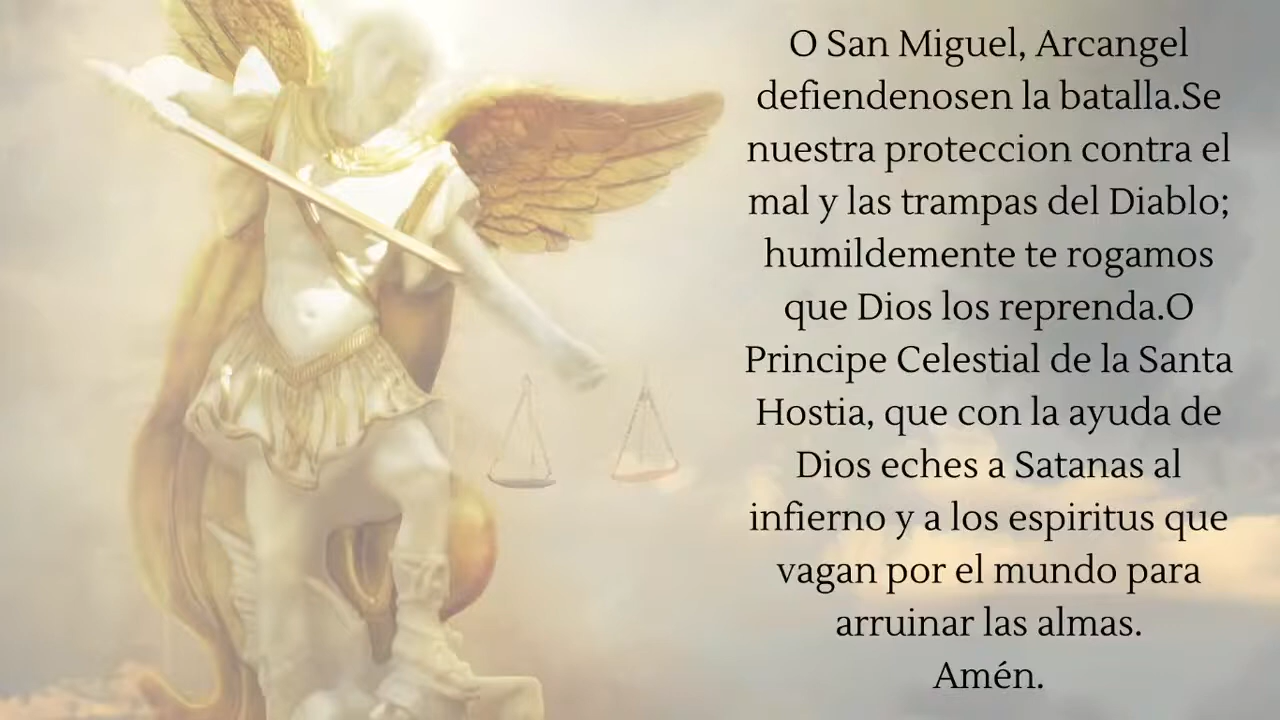 O San Miguel, Arcangel
defiendenosen la batalla.Se
nuestra proteccion contra el
mal y las trampas del Diablo;
humildemente te rogamos
que Dios los reprenda.O
Principe Celestial de la Santa
Hostia, que con la ayuda de
Dios eches a Satanas al
infierno y a los espiritus que
vagan por el mundo para
arruinar las almas.
Amén.